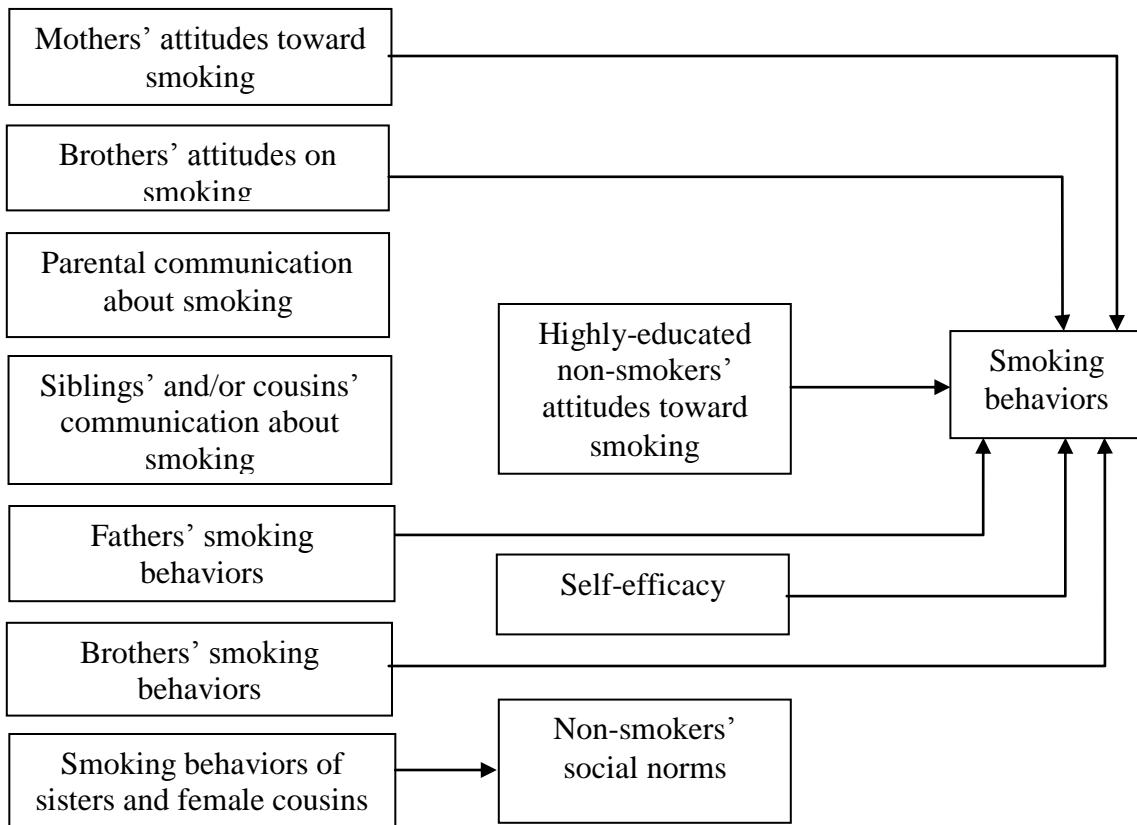 Mothers’ attitudes toward
smoking
Brothers’ attitudes on
smoking
Parental communication
about smoking
Siblings’ and/or cousins’
communication about
smoking
Fathers’ smoking
behaviors
Brothers’ smoking
behaviors
Smoking behaviors of
sisters and female cousins
Highly-educated
non-smokers’
attitudes toward
smoking
Self-efficacy
Non-smokers’
social norms
Smoking
behaviors